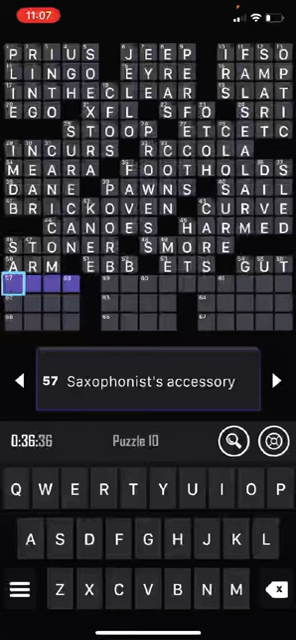 11:07
PRIUS JEEP IFSO
LINGO EYRE RAMP
INTHECLEAR SLAT
EGO XFL SFO SRI
STOOP ETCETC
INCURS RCCOLA
MEARA FOOTHOLDS
DANE PAWNS SAIL
BRICKOVEN CURVE
CANOES HARMED
STONER SMORE
ARM EBB ETS GUT
57 Saxophonist's accessory
0:36:36 Puzzle 10
Q W E R T Y U I O P
A S D F G H J K L
Z X C V B N M